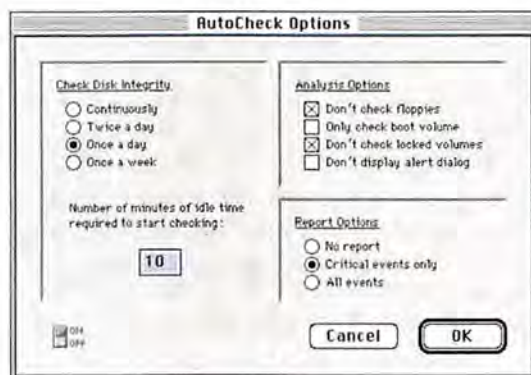 AutoCheck Options
Check Disk Integrity
Continuously
Twice a day
Once a day
Once a week
Number of minutes of idle time
required to start checking:
10
Analysis Options
Don't check floppies
Only check boot volume
Don't check locked volumes
Don't display alert dialog
Report Options
No report
Critical events only
All events
ON
OFF
Cancel
OK